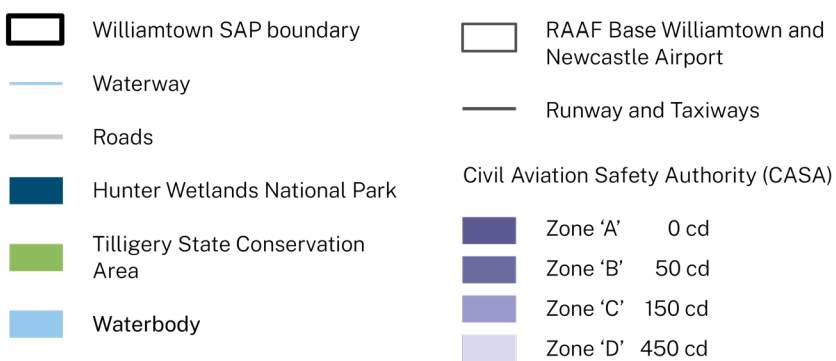 Williamtown SAP boundary
Waterway
Roads
Hunter Wetlands National Park
Tilligery State Conservation
Area
Waterbody
RAAF Base Williamtown and
Newcastle Airport
Runway and Taxiways
Civil Aviation Safety Authority (CASA)
Zone ‘A’ 0 cd
Zone ‘B’ 50 cd
Zone ‘C’ 150 cd
Zone ‘D’ 450 cd